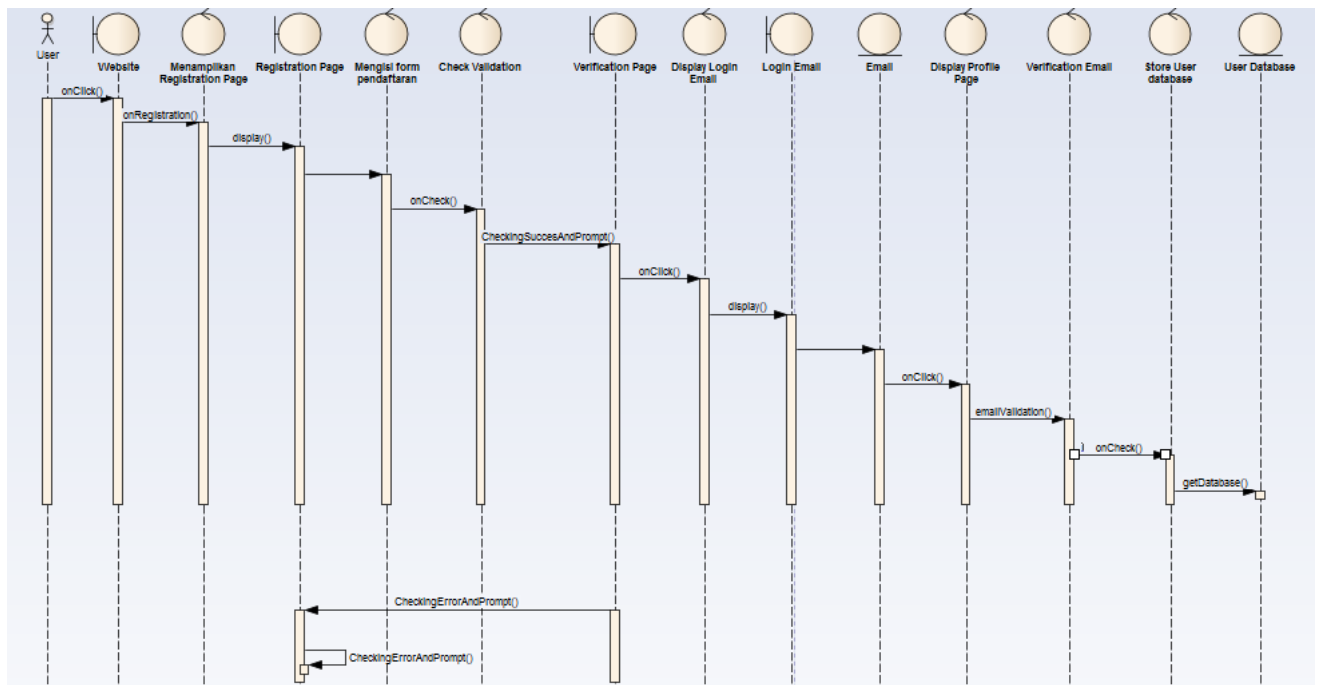 User
Website
Menampilkan
Registration Page
Registration Page
Mengisi form
pendaftaran
Check Validation
Verification Page
Display Login
Email
Login Email
Email
Display Profile
Page
Verification Email
Store User
database
User Database
onClick()
onRegistration()
display()
onCheck()
CheckingSuccesAndPrompt()
onClick()
display()
onClick()
emailValidation()
onCheck()
getDatabase()
CheckingErrorAndPrompt()
CheckingErrorAndPrompt()